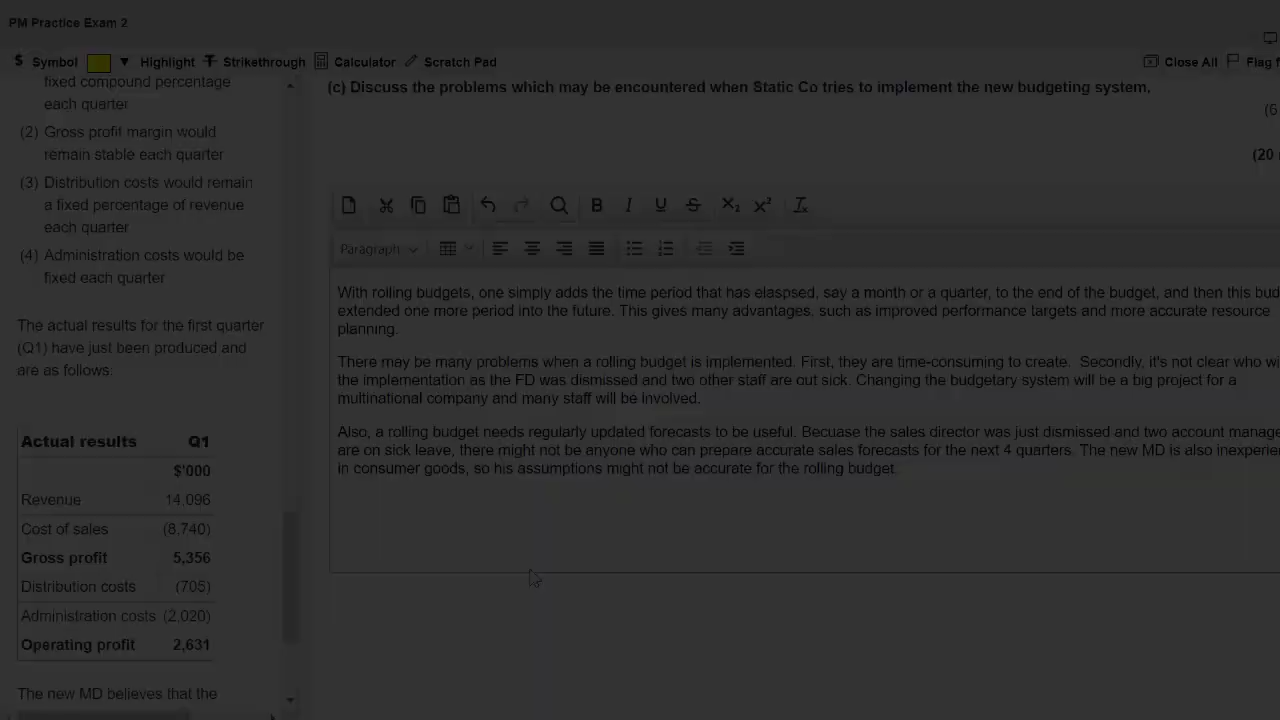 PM Practice Exam 2
Symbol Highlight Strikethrough Calculator Scratch Pad Close All Flag
fixed compound percentage
each quarter
(2) Gross profit margin would
remain stable each quarter
(3) Distribution costs would remain
a fixed percentage of revenue
each quarter
(4) Administration costs would be
fixed each quarter
The actual results for the first quarter
(Q1) have just been produced and
are as follows:
Actual results Q1
$'000
Revenue 14,096
Cost of sales (8,740)
Gross profit 5,356
Distribution costs (705)
Administration costs (2,020)
Operating profit 2,631
The new MD believes that the
(c) Discuss the problems which may be encountered when Static Co tries to implement the new budgeting system.
(6
(20
Paragraph
With rolling budgets, one simply adds the time period that has elaspsed, say a month or a quarter, to the end of the budget, and then this bud
extended one more period into the future. This gives many advantages, such as improved performance targets and more accurate resource
planning.
There may be many problems when a rolling budget is implemented. First, they are time-consuming to create. Secondly, it's not clear who wi
the implementation as the FD was dismissed and two other staff are out sick. Changing the budgetary system will be a big project for a
multinational company and many staff will be involved.
Also, a rolling budget needs regularly updated forecasts to be useful. Becuase the sales director was just dismissed and two account manage
are on sick leave, there might not be anyone who can prepare accurate sales forecasts for the next 4 quarters. The new MD is also inexperie
in consumer goods, so his assumptions might not be accurate for the rolling budget.